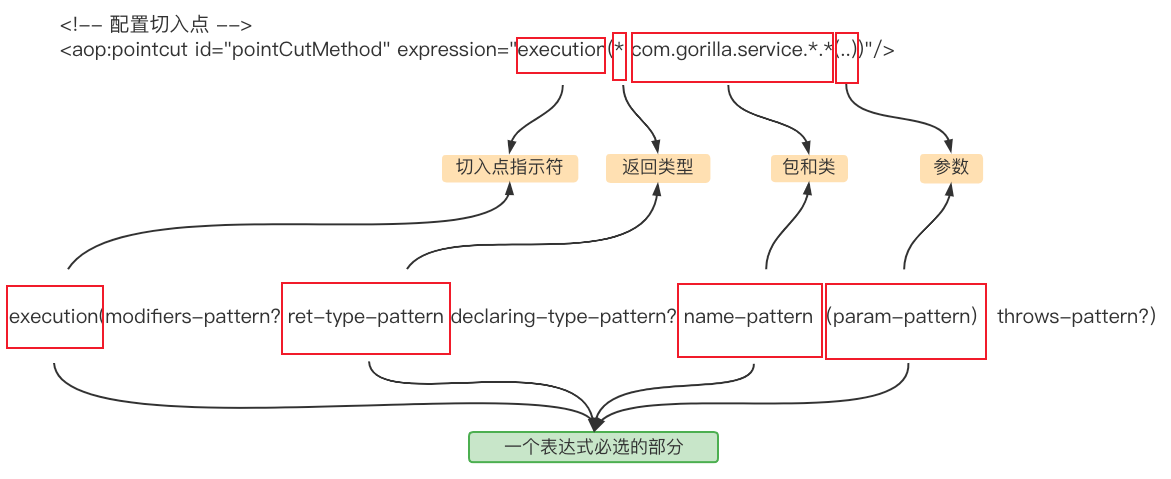 <!-- 配置切入点 -->
<aop:pointcut id="pointCutMethod" expression="execution(* com.gorilla.service.*.*(..))"/>
切入点指示符 返回类型 包和类 参数
execution(modifiers-pattern? ret-type-pattern declaring-type-pattern? name-pattern (param-pattern) throws-pattern?)
一个表达式必选的部分